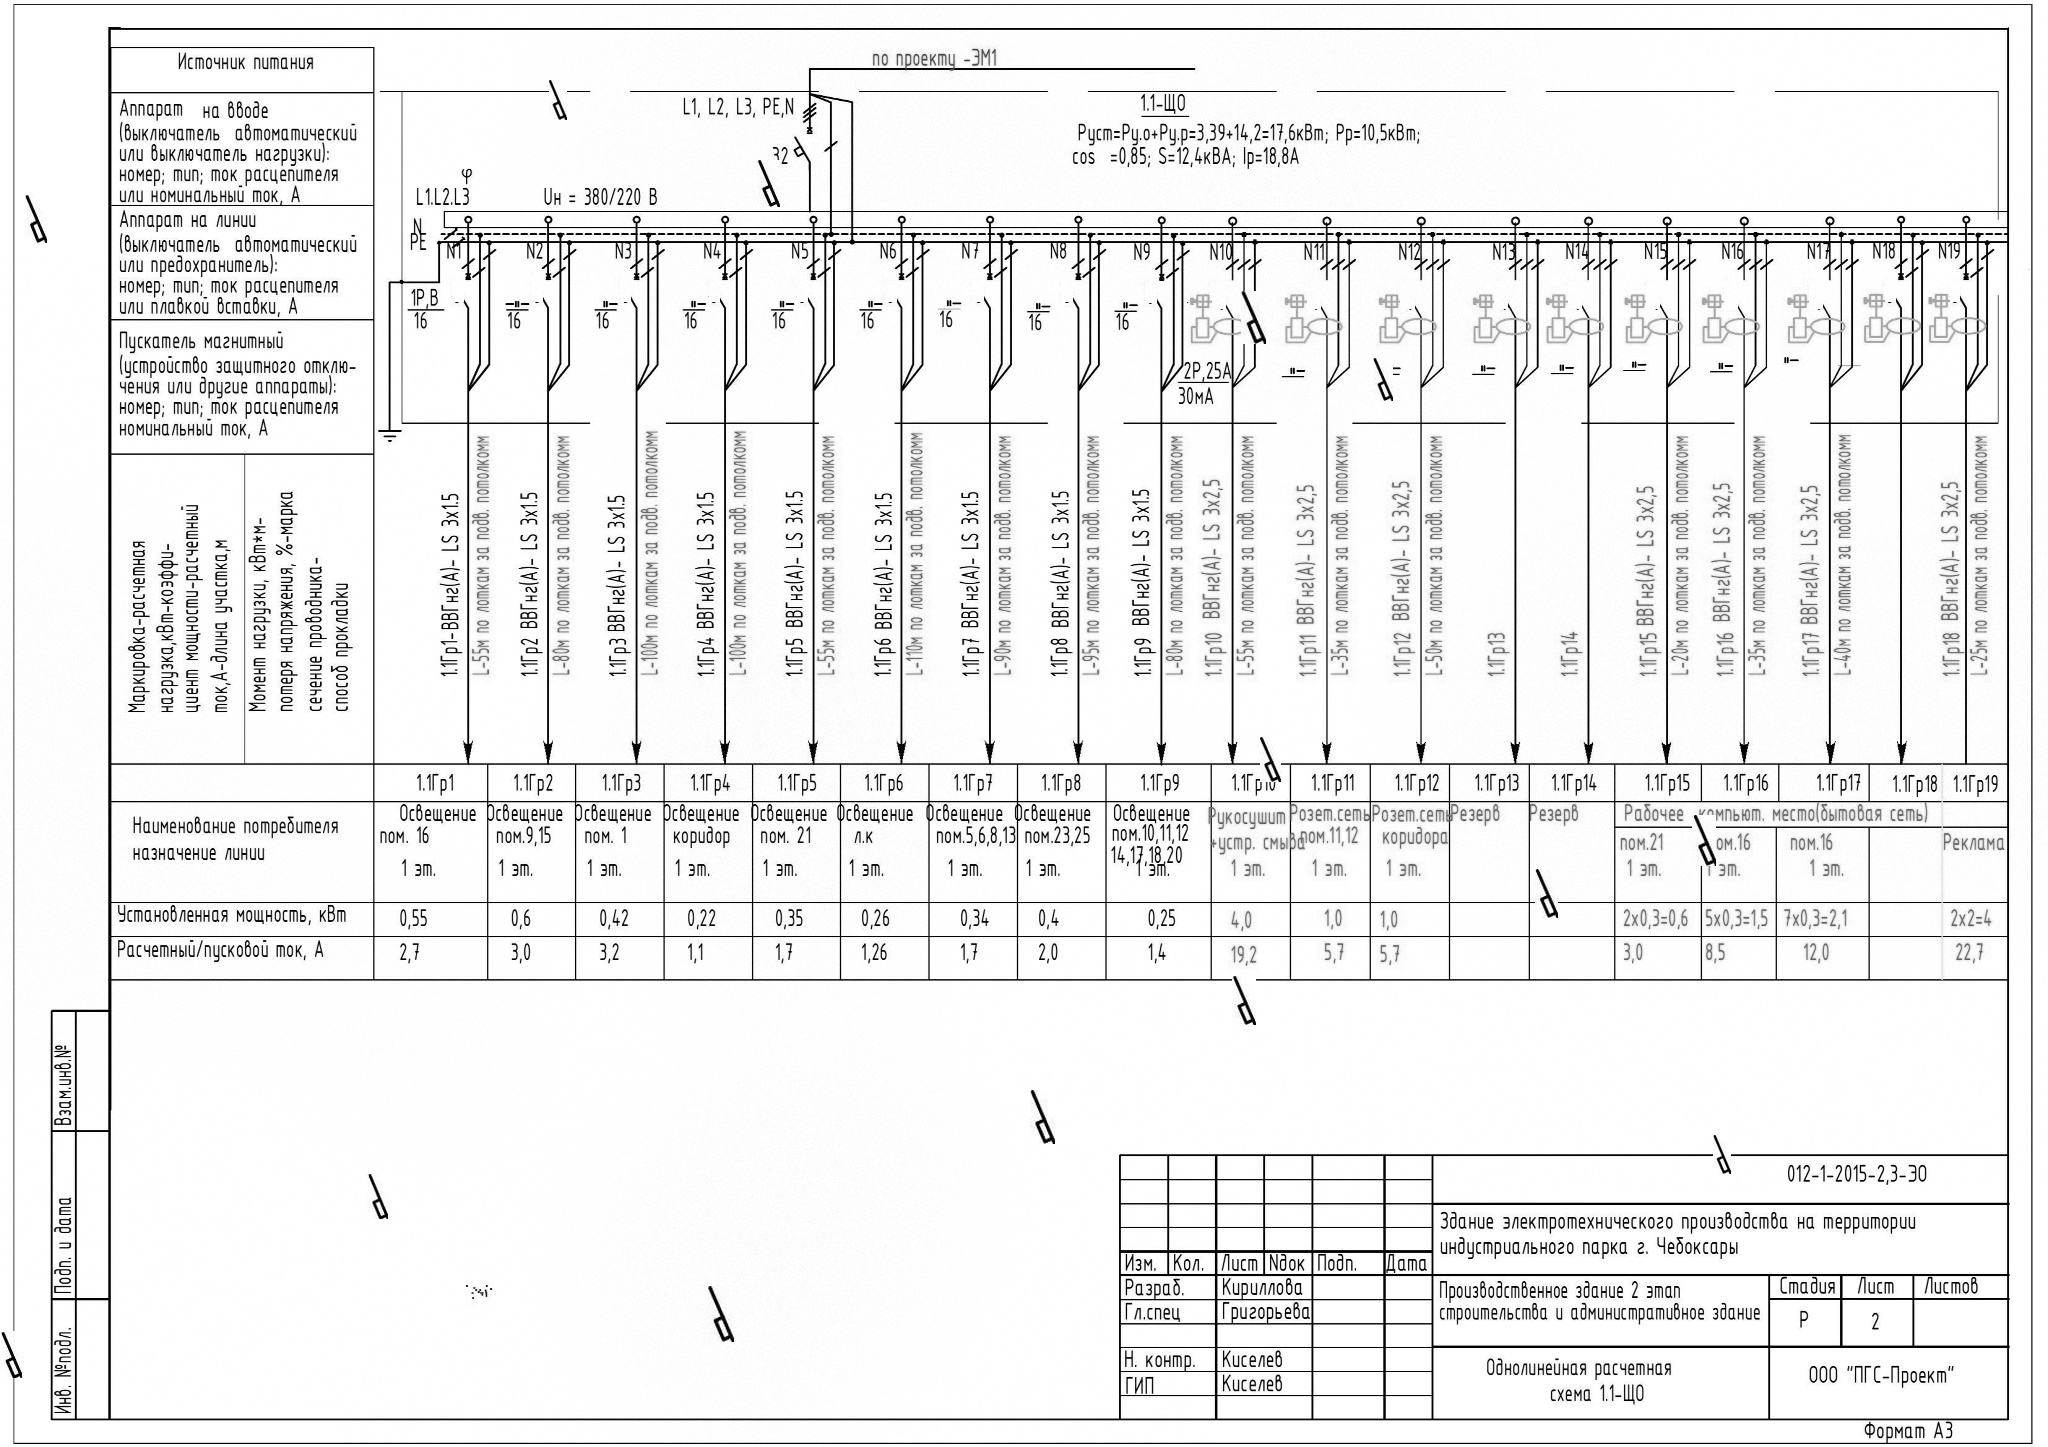 по проекту -ЭМ1
Источник питания
Аппарат на вводе
(выключатель автоматический
или выключатель нагрузки):
номер; тип; ток расцепителя
или номинальный ток, А
Аппарат на линии
(выключатель автоматический
или предохранитель):
номер; тип; ток расцепителя
или плавкой вставки, А
Пускатель магнитный
(устройство защитного отклю-
чения или другие аппараты):
номер; тип; ток расцепителя
номинальный ток, А
Маркировка-расчетная
нагрузка,кВт-коэффи-
циент мощности-расчетный
ток,А-длина участка,м
Момент нагрузки, кВт*м-
потеря напряжения, %-марка
сечение проводника-
способ прокладки
L1, L2, L3, PE,N
1.1-ЩО
Руст=Ру.о+Ру.р=3,39+14,2=17,6кВт; Рр=10,5кВт;
cos =0,85; S=12,4кВА; Iр=18,8А
φ
L1.L2.L3
Uн = 380/220 В
N
PE
N1 N2 N3 N4 N5 N6 N7 N8 N9 N10 N11 N12 N13 N14 N15 N16 N17 N18 N19
1Р,В
16
-"-
16
-"-
16
-"-
16
-"-
16
-"-
16
-"-
16
-"-
16
-"-
16
2Р,25А
30мА
1.1Гр1-ВВГнг(А)- LS 3х1.5
L-55м по лоткам за подв. потолкомм
1.1Гр2 ВВГнг(А)- LS 3х1.5
L-80м по лоткам за подв. потолкомм
1.1Гр3 ВВГнг(А)- LS 3х1.5
L-100м по лоткам за подв. потолкомм
1.1Гр4 ВВГнг(А)- LS 3х1.5
L-100м по лоткам за подв. потолкомм
1.1Гр5 ВВГнг(А)- LS 3х1.5
L-55м по лоткам за подв. потолкомм
1.1Гр6 ВВГнг(А)- LS 3х1.5
L-110м по лоткам за подв. потолкомм
1.1Гр7 ВВГнг(А)- LS 3х1.5
L-90м по лоткам за подв. потолкомм
1.1Гр8 ВВГнг(А)- LS 3х1.5
L-95м по лоткам за подв. потолкомм
1.1Гр9 ВВГнг(А)- LS 3х1.5
L-80м по лоткам за подв. потолкомм
1.1Гр10 ВВГнг(А)- LS 3х2,5
L-55м по лоткам за подв. потолкомм
1.1Гр11 ВВГнг(А)- LS 3х2,5
L-35м по лоткам за подв. потолкомм
1.1Гр12 ВВГнг(А)- LS 3х2,5
L-50м по лоткам за подв. потолкомм
1.1Гр13
1.1Гр14
1.1Гр15 ВВГнг(А)- LS 3х2,5
L-20м по лоткам за подв. потолкомм
1.1Гр16 ВВГнг(А)- LS 3х2,5
L-35м по лоткам за подв. потолкомм
1.1Гр17 ВВГнг(А)- LS 3х2,5
L-40м по лоткам за подв. потолкомм
1.1Гр18 ВВГнг(А)- LS 3х2,5
L-25м по лоткам за подв. потолкомм
1.1Гр1 1.1Гр2 1.1Гр3 1.1Гр4 1.1Гр5 1.1Гр6 1.1Гр7 1.1Гр8 1.1Гр9 1.1Гр10 1.1Гр11 1.1Гр12 1.1Гр13 1.1Гр14 1.1Гр15 1.1Гр16 1.1Гр17 1.1Гр18 1.1Гр19
Наименование потребителя
назначение линии
Освещение
пом. 16
1 эт.
Освещение
пом.9,15
1 эт.
Освещение
пом. 1
1 эт.
Освещение
коридор
1 эт.
Освещение
пом. 21
1 эт.
Освещение
л.к
1 эт.
Освещение
пом.5,6,8,13
1 эт.
Освещение
пом.23,25
1 эт.
Освещение
пом.10,11,12
14,17,18,20
1 эт.
Рукосушит
+устр. смыва
1 эт.
Розет.сеть
пом.11,12
1 эт.
Розет.сеть
коридора
1 эт.
Резерв
Резерв
Рабочее место(бытовая сеть)
пом.21
1 эт.
1 эт.
пом.16
1 эт.
Реклама
Установленная мощность, кВт 0,55 0,6 0,42 0,22 0,35 0,26 0,34 0,4 0,25 4,0 1,0 1,0 2х0,3=0,6 5х0,3=1,5 7х0,3=2,1 2х2=4
Расчетный/пусковой ток, А 2,7 3,0 3,2 1,1 1,7 1,26 1,7 2,0 1,4 19,2 5,7 5,7 3,0 8,5 12,0 22,7
Взам.инв.№
Подп. и дата
Инв. №подл.
012-1-2015-2,3-ЭО
Здание электротехнического производства на территории
индустриального парка г. Чебоксары
Изм. Кол. Лист Nдок Подп. Дата
Разраб. Кириллова
Гл.спец Григорьева
Н. контр. Киселев
ГИП Киселев
Производственное здание 2 этап
строительства и административное здание
Стадия Лист Листов
Р 2
Однолинейная расчетная
схема 1.1-ЩО
ООО "ПГС-Проект"
Формат А3